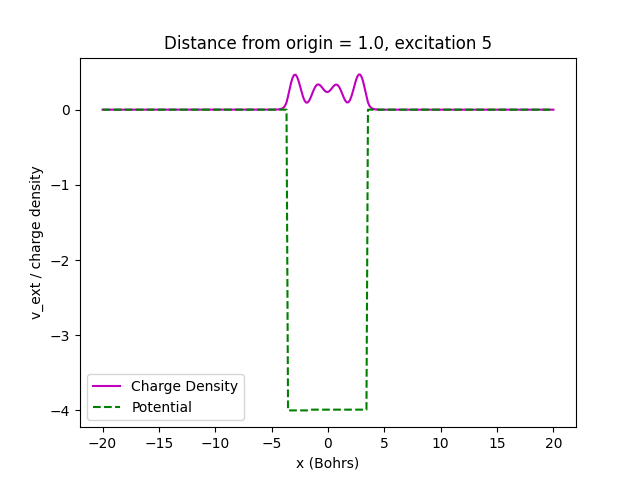 Distance from origin = 1.0, excitation 5
v_ext / charge density
0
−1
−2
−3
−4
Charge Density
Potential
−20
−15
−10
−5
0
5
10
15
20
x (Bohrs)